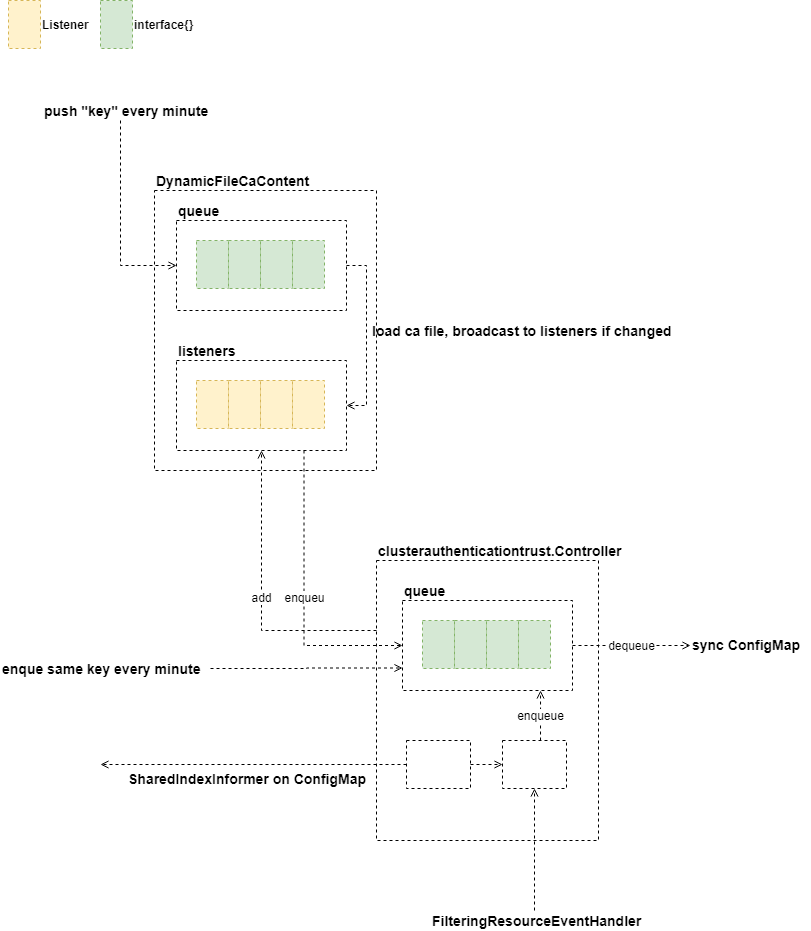 Listener
interface{}
push "key" every minute
DynamicFileCaContent
queue
load ca file, broadcast to listeners if changed
listeners
clusterauthenticationtrust.Controller
queue
add
enqueu
dequeue
sync ConfigMap
enque same key every minute
enqueue
SharedIndexInformer on ConfigMap
FilteringResourceEventHandler